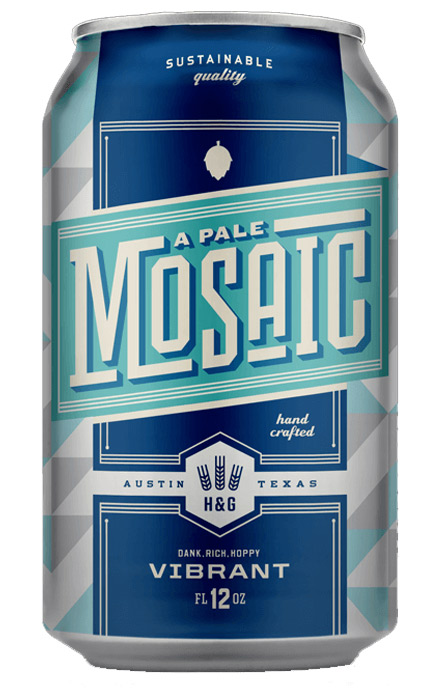 SUSTAINABLE
quality
A PALE
MOSAIC
hand
crafted
AUSTIN TEXAS
H&G
DANK.RICH.HOPPY
VIBRANT
FL 12 OZ